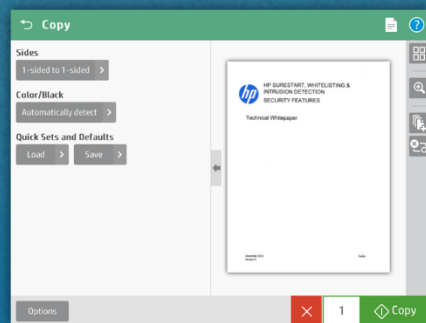 Copy
?
Sides
1-sided to 1-sided >
Color/Black
Automatically detect >
Quick Sets and Defaults
Load > Save >
hp
HP SURESTART, WHITELISTING &
INTRUSION DETECTION
SECURITY FEATURES
Technical Whitepaper
Options
1
Copy